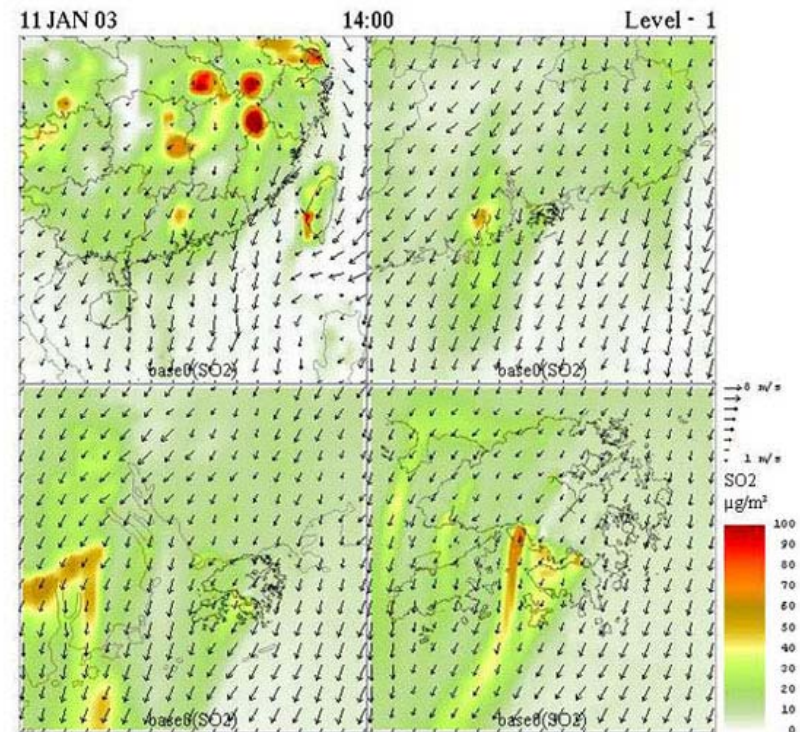 11 JAN 03 14:00 Level - 1
base0(SO2)
base0(SO2)
base0(SO2)
base0(SO2)
8 m/s
1 m/s
SO2
µg/m³
100
90
80
70
60
50
40
30
20
10
0